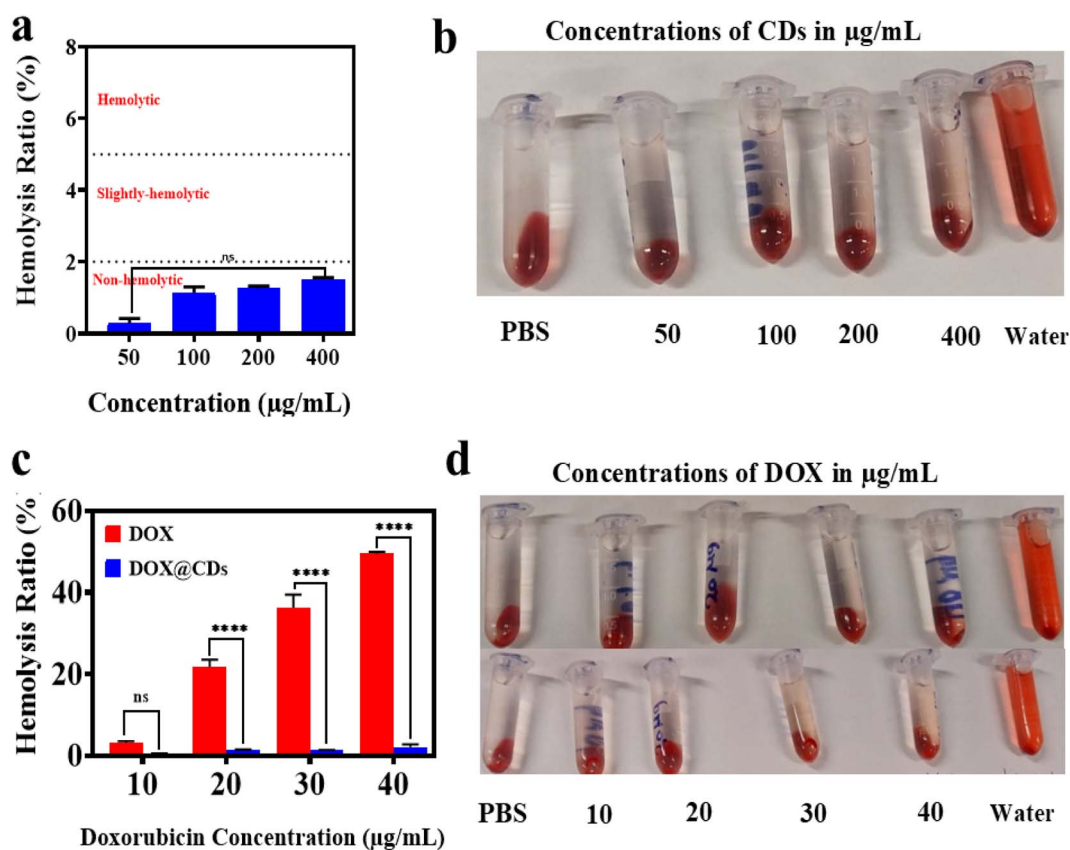 a
8
6
4
2
0
Hemolysis Ratio (%)
Hemolytic
Slightly-hemolytic
Non-hemolytic
ns
50 100 200 400
Concentration (µg/mL)
b
Concentrations of CDs in µg/mL
PBS 50 100 200 400 Water
c
60
40
20
0
Hemolysis Ratio (%
DOX
DOX@CDs
ns
****
****
****
10 20 30 40
Doxorubicin Concentration (µg/mL)
d
Concentrations of DOX in µg/mL
PBS 10 20 30 40 Water